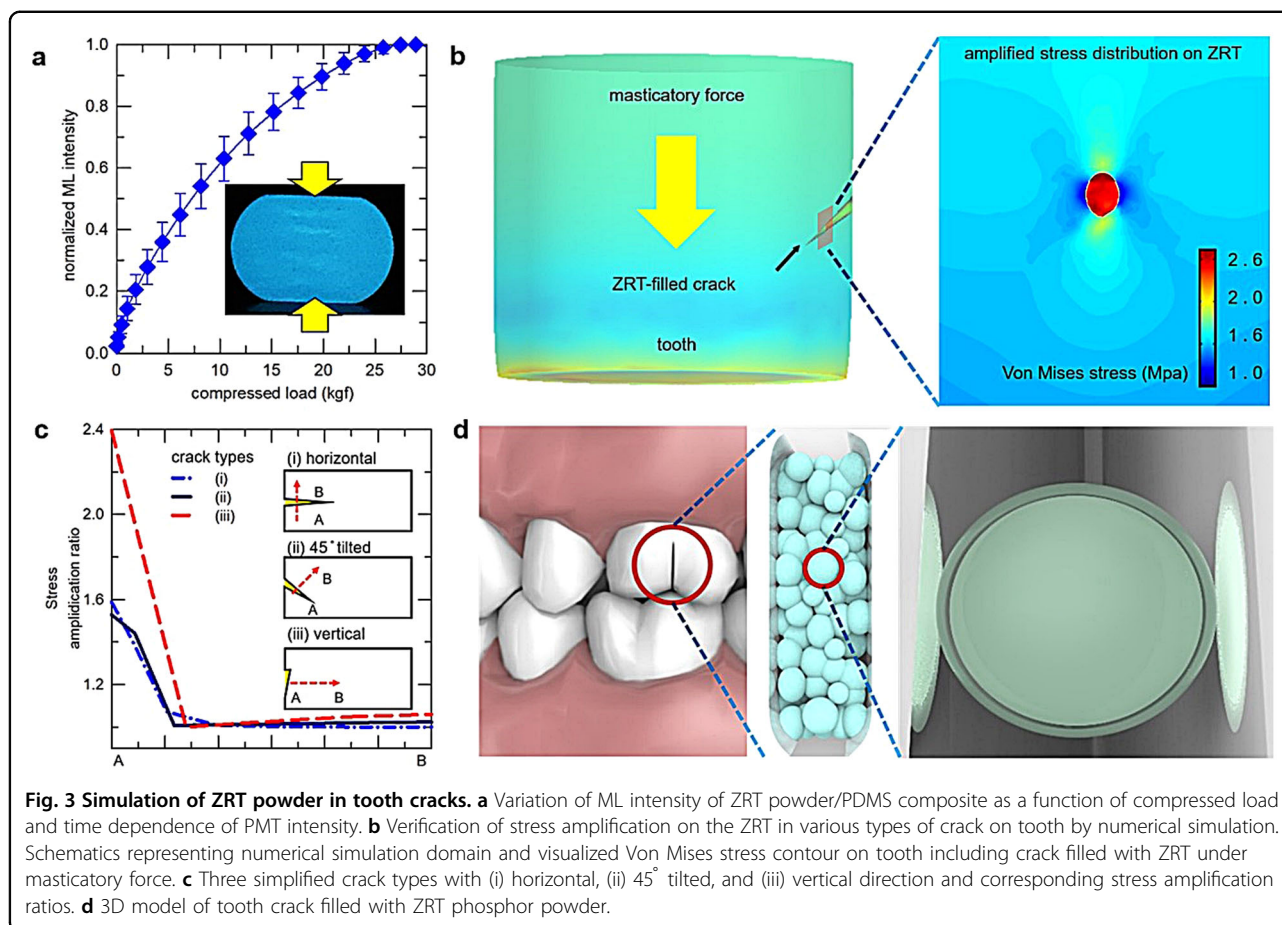 a
1.0
0.8
0.6
0.4
0.2
0.0
normalized ML intensity
0 5 10 15 20 25 30
compressed load (kgf)
b
masticatory force
ZRT-filled crack
tooth
amplified stress distribution on ZRT
2.6
2.0
1.6
1.0
Von Mises stress (Mpa)
c
2.4
2.0
1.6
1.2
Stress
amplidication ratio
crack types
(i)
(ii)
(iii)
(i) horizontal
B
A
(ii) 45° tilted
B
A
(iii) vertical
A B
A B
d
Fig. 3 Simulation of ZRT powder in tooth cracks. a Variation of ML intensity of ZRT powder/PDMS composite as a function of compressed load
and time dependence of PMT intensity. b Verification of stress amplification on the ZRT in various types of crack on tooth by numerical simulation.
Schematics representing numerical simulation domain and visualized Von Mises stress contour on tooth including crack filled with ZRT under
masticatory force. c Three simplified crack types with (i) horizontal, (ii) 45° tilted, and (iii) vertical direction and corresponding stress amplification
ratios. d 3D model of tooth crack filled with ZRT phosphor powder.